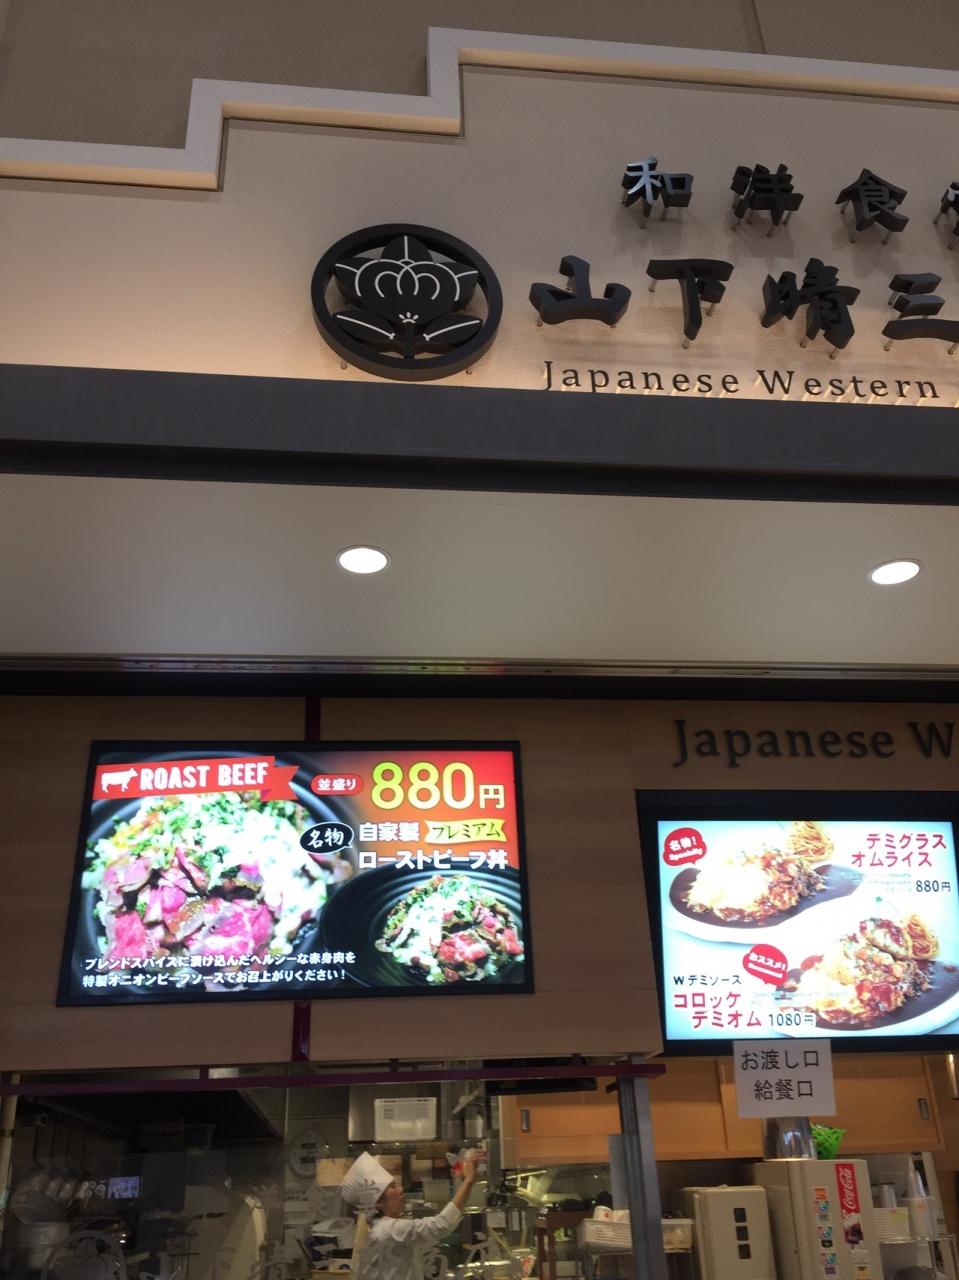 和洋食
山下晴三
Japanese Western
Japanese W
ROAST BEEF
並盛り
880円
名物
自家製
プレミアム
ローストビーフ丼
ブレンドスパイスに漬け込んだヘルシーな赤身肉を
特製オニオンビーフソースでお召上がりください!
名物!
Specialty
デミグラス
オムライス
880円
おススメ!
Wデミソース
コロッケ
デミオム 1080円
お渡し口
給餐口
Coca-Cola